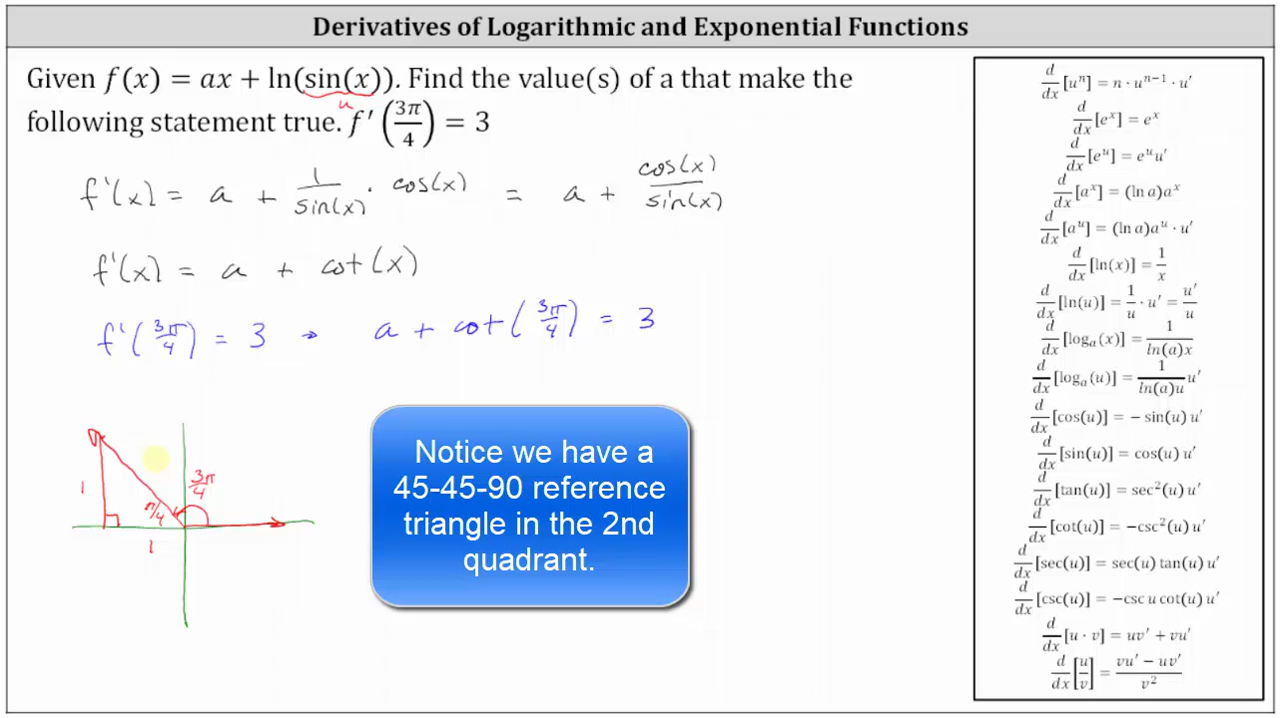 Derivatives of Logarithmic and Exponential Functions
Given f(x) = ax + ln(sin(x)). Find the value(s) of a that make the
u
following statement true. f′(3π/4) = 3
f'(x) = a + 1/sin(x) · cos(x) = a + cos(x)/sin(x)
f'(x) = a + cot(x)
f'(3π/4) = 3 → a + cot(3π/4) = 3
3π/4
π/4
1
1
Notice we have a
45-45-90 reference
triangle in the 2nd
quadrant.
d/dx [uⁿ] = n · uⁿ⁻¹ · u′
d/dx [eˣ] = eˣ
d/dx [eᵘ] = eᵘu′
d/dx [aˣ] = (ln a)aˣ
d/dx [aᵘ] = (ln a)aᵘ · u′
d/dx [ln(x)] = 1/x
d/dx [ln(u)] = 1/u · u′ = u′/u
d/dx [logₐ(x)] = 1/ln(a)x
d/dx [logₐ(u)] = 1/ln(a)u u′
d/dx [cos(u)] = − sin(u) u′
d/dx [sin(u)] = cos(u) u′
d/dx [tan(u)] = sec²(u) u′
d/dx [cot(u)] = −csc²(u) u′
d/dx [sec(u)] = sec(u) tan(u) u′
d/dx [csc(u)] = −csc u cot(u) u′
d/dx [u · v] = uv′ + vu′
d/dx [u/v] = vu′ − uv′/v²